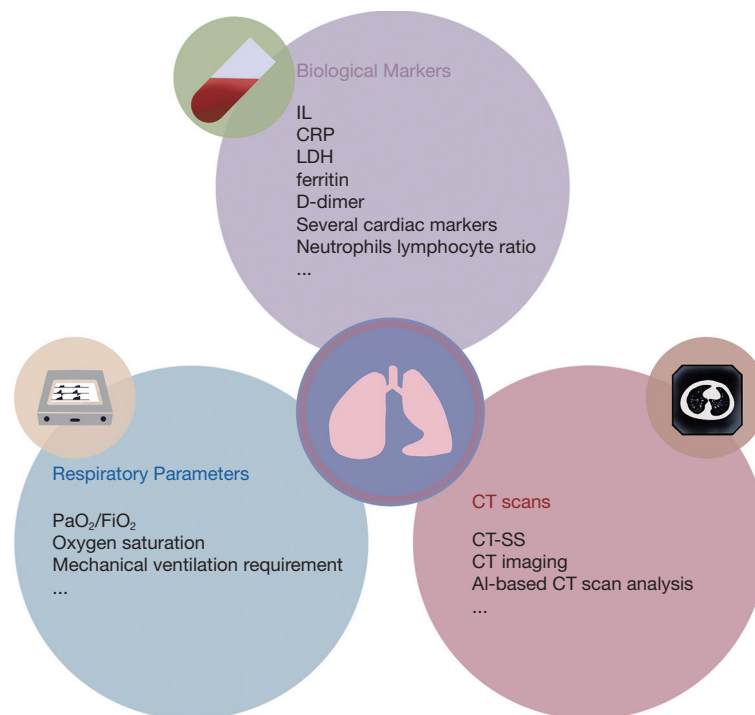 Biological Markers
IL
CRP
LDH
ferritin
D-dimer
Several cardiac markers
Neutrophils lymphocyte ratio
...
Respiratory Parameters
PaO₂/FiO₂
Oxygen saturation
Mechanical ventilation requirement
...
CT scans
CT-SS
CT imaging
AI-based CT scan analysis
...